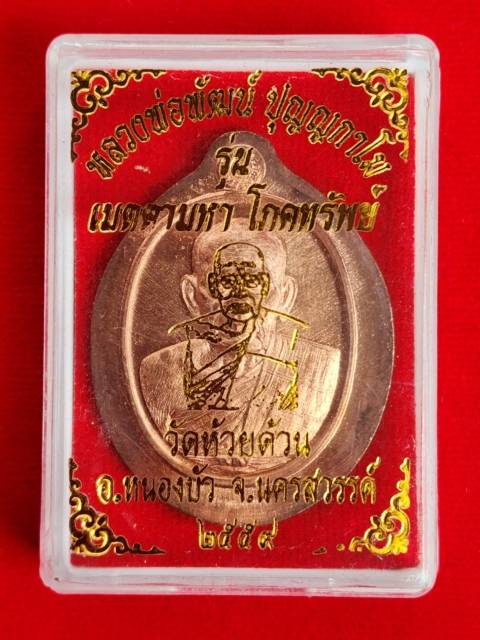 หลวงพ่อพัฒน์ ปุญญกาโม
รุ่น
เมตตามหา โภคทรัพย์
วัดห้วยด้วน
อ.หนองบัว จ.นครสวรรค์
๒๕๕๙